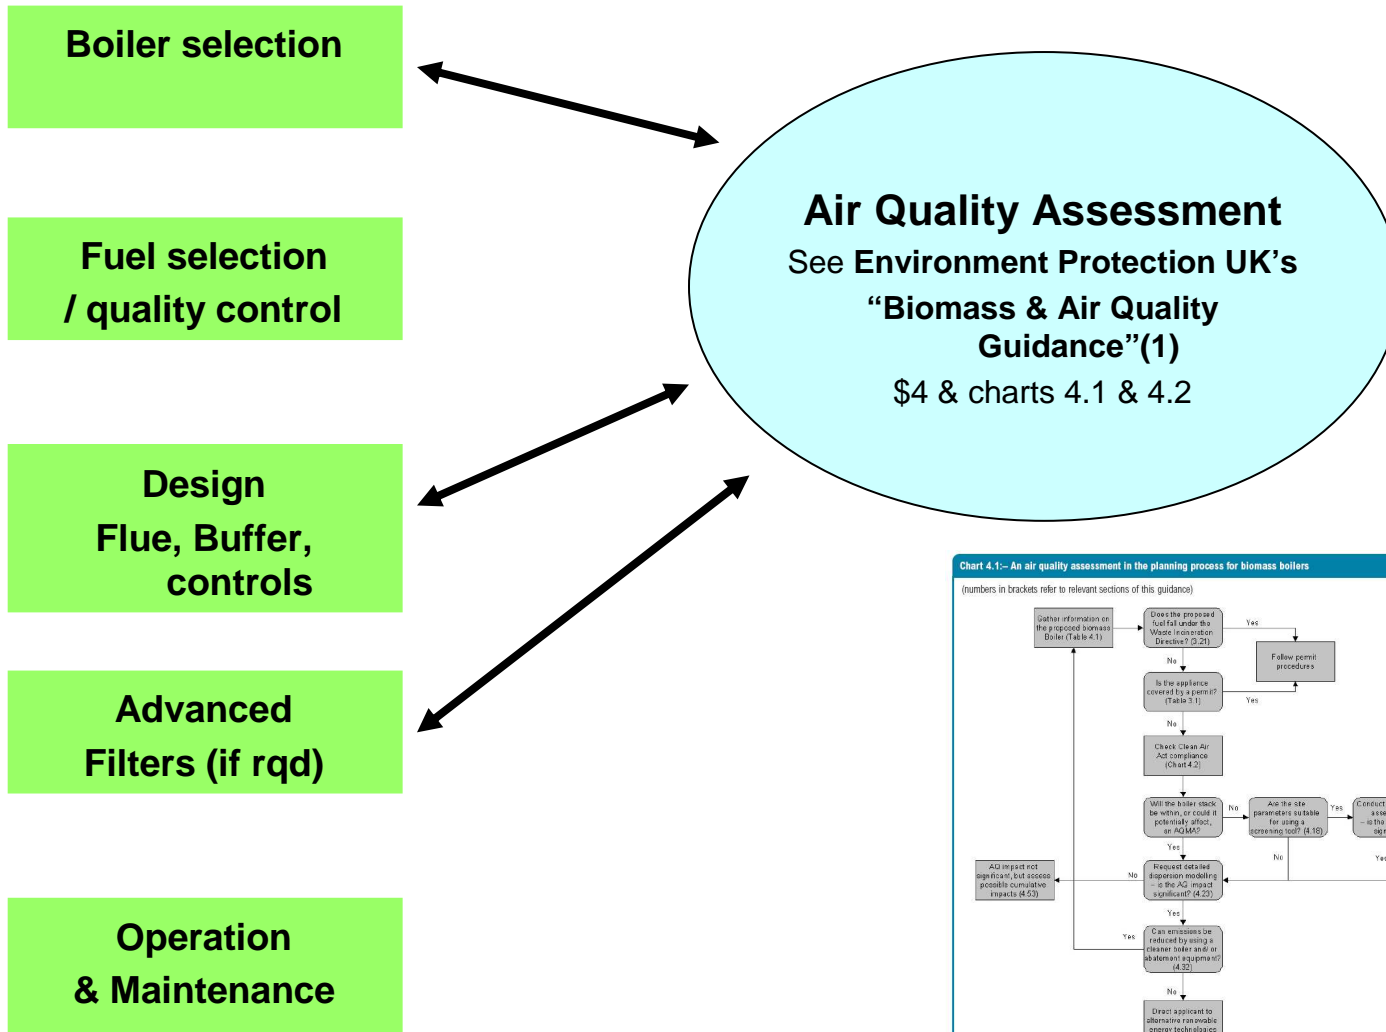 Boiler selection
Fuel selection
/ quality control
Design
Flue, Buffer,
controls
Advanced
Filters (if rqd)
Operation
& Maintenance
Air Quality Assessment
See Environment Protection UK’s
“Biomass & Air Quality
Guidance”(1)
$4 & charts 4.1 & 4.2
Chart 4.1:– An air quality assessment in the planning process for biomass boilers
(numbers in brackets refer to relevant sections of this guidance)
Gather information on
the proposed biomass
Boiler (Table 4.1)
Does the proposed
fuel fall under the
Waste Incineration
Directive? (3.21)
Yes
Follow permit
procedures
No
Is the appliance
covered by a permit?
(Table 3.1)
Yes
No
Check Clean Air
Act compliance
(Chart 4.2)
Will the boiler stack
be within, or could it
potentially affect,
an AQMA?
No
Are the site
parameters suitable
for using a
screening tool? (4.18)
Yes
Conduct
asse
– is the
sign
Yes
No
Yes
AQ impact not
significant, but assess
possible cumulative
impacts (4.53)
No
Request detailed
dispersion modelling
– is the AQ impact
significant? (4.23)
Yes
Yes
Can emissions be
reduced by using a
cleaner boiler and/or
abatement equipment?
(4.32)
No
Direct applicant to
alternative renewable
energy technologies